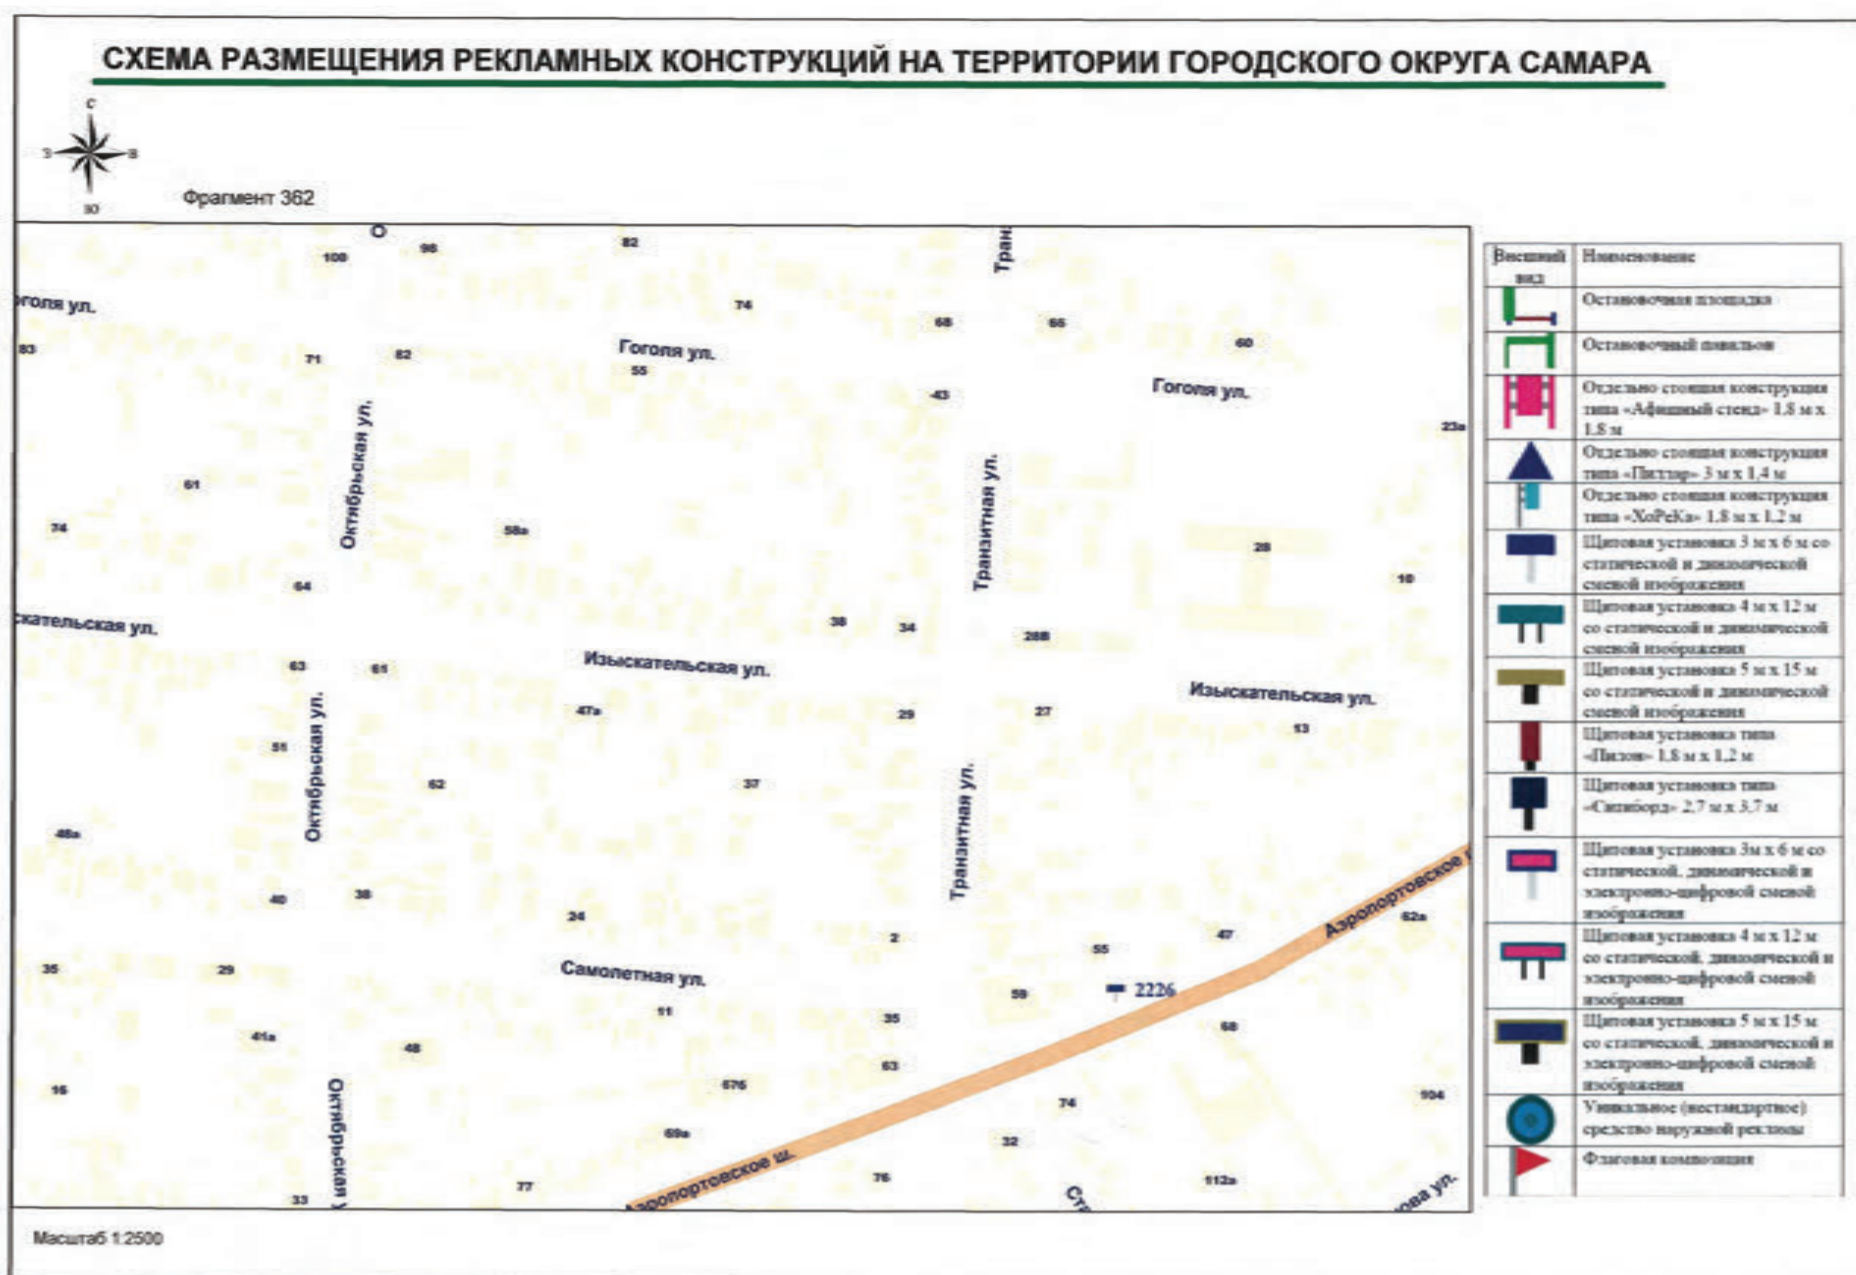 СХЕМА РАЗМЕЩЕНИЯ РЕКЛАМНЫХ КОНСТРУКЦИЙ НА ТЕРРИТОРИИ ГОРОДСКОГО ОКРУГА САМАРА
С
З
В
Ю
Фрагмент 362
О
98
82
100
Тран
74
оголя ул.
68
65
60
83
71
82
Гоголя ул.
55
Гоголя ул.
43
23а
Октябрьская ул.
61
Транзитная ул.
74
58а
28
64
10
38
34
28В
скательская ул.
63
61
Изыскательская ул.
Изыскательская ул.
47а
29
27
13
51
Октябрьская ул.
62
37
Транзитная ул.
48а
40
38
24
2
55
47
62а
Аэропортовское
35
29
Самолетная ул.
59
2226
11
35
68
41а
48
63
16
Октябрьская у
676
74
104
69а
32
Аэропортовское ш.
76
112а
77
33
Ста
ова ул.
Масштаб 1:2500
Внешний вид
Наименование
Остановочная площадка
Остановочный павильон
Отдельно стоящая конструкция
типа «Афишный стенд» 1,8 м х
1,8 м
Отдельно стоящая конструкция
типа «Пиллар» 3 м х 1,4 м
Отдельно стоящая конструкция
типа «ХоРеКа» 1,8 м х 1,2 м
Щитовая установка 3 м х 6 м со
статической и динамической
сменой изображения
Щитовая установка 4 м х 12 м
со статической и динамической
сменой изображения
Щитовая установка 5 м х 15 м
со статической и динамической
сменой изображения
Щитовая установка типа
«Пилон» 1,8 м х 1,2 м
Щитовая установка типа
«Ситиборд» 2,7 м х 3,7 м
Щитовая установка 3м х 6 м со
статической, динамической и
электронно-цифровой сменой
изображения
Щитовая установка 4 м х 12 м
со статической, динамической и
электронно-цифровой сменой
изображения
Щитовая установка 5 м х 15 м
со статической, динамической и
электронно-цифровой сменой
изображения
Уникальное (нестандартное)
средство наружной рекламы
Флаговая композиция